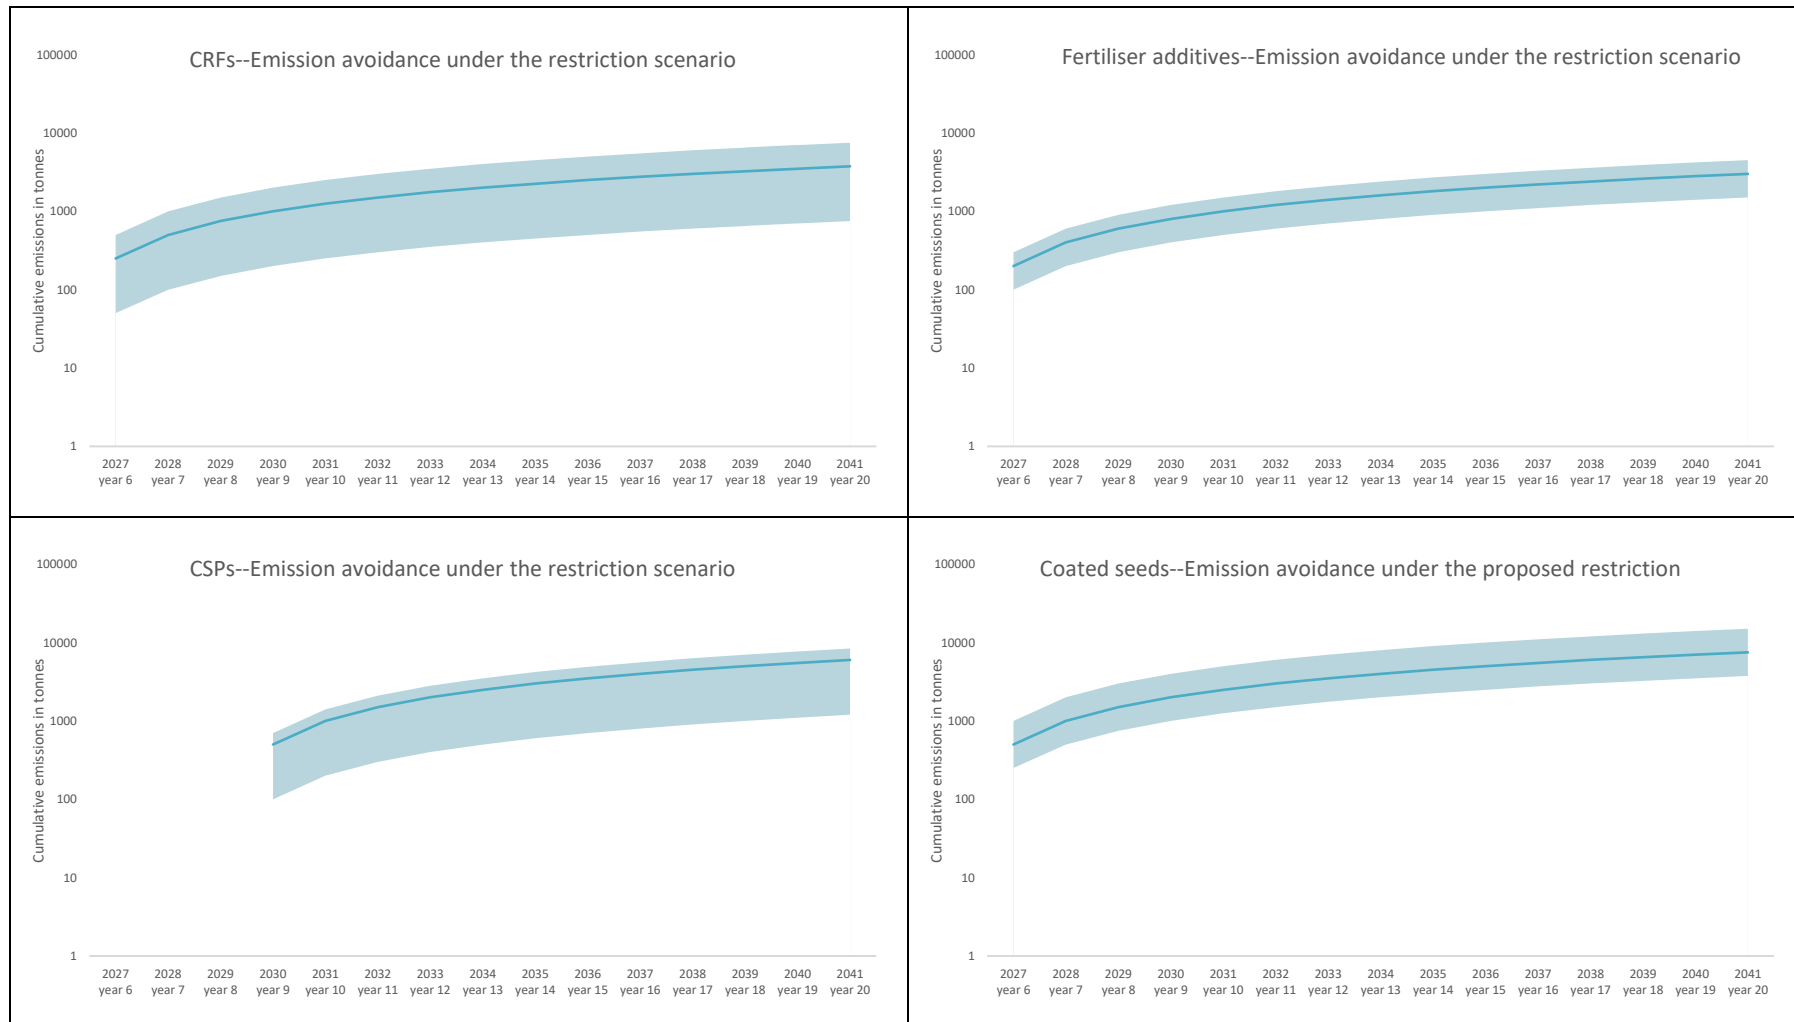 CRFs--Emission avoidance under the restriction scenario
Cumulative emissions in tonnes
100000
10000
1000
100
10
1
2027 2028 2029 2030 2031 2032 2033 2034 2035 2036 2037 2038 2039 2040 2041
year 6 year 7 year 8 year 9 year 10 year 11 year 12 year 13 year 14 year 15 year 16 year 17 year 18 year 19 year 20
Fertiliser additives--Emission avoidance under the restriction scenario
Cumulative emissions in tonnes
100000
10000
1000
100
10
1
2027 2028 2029 2030 2031 2032 2033 2034 2035 2036 2037 2038 2039 2040 2041
year 6 year 7 year 8 year 9 year 10 year 11 year 12 year 13 year 14 year 15 year 16 year 17 year 18 year 19 year 20
CSPs--Emission avoidance under the restriction scenario
Cumulative emissions in tonnes
100000
10000
1000
100
10
1
2027 2028 2029 2030 2031 2032 2033 2034 2035 2036 2037 2038 2039 2040 2041
year 6 year 7 year 8 year 9 year 10 year 11 year 12 year 13 year 14 year 15 year 16 year 17 year 18 year 19 year 20
Coated seeds--Emission avoidance under the proposed restriction
Cumulative emissions in tonnes
100000
10000
1000
100
10
1
2027 2028 2029 2030 2031 2032 2033 2034 2035 2036 2037 2038 2039 2040 2041
year 6 year 7 year 8 year 9 year 10 year 11 year 12 year 13 year 14 year 15 year 16 year 17 year 18 year 19 year 20